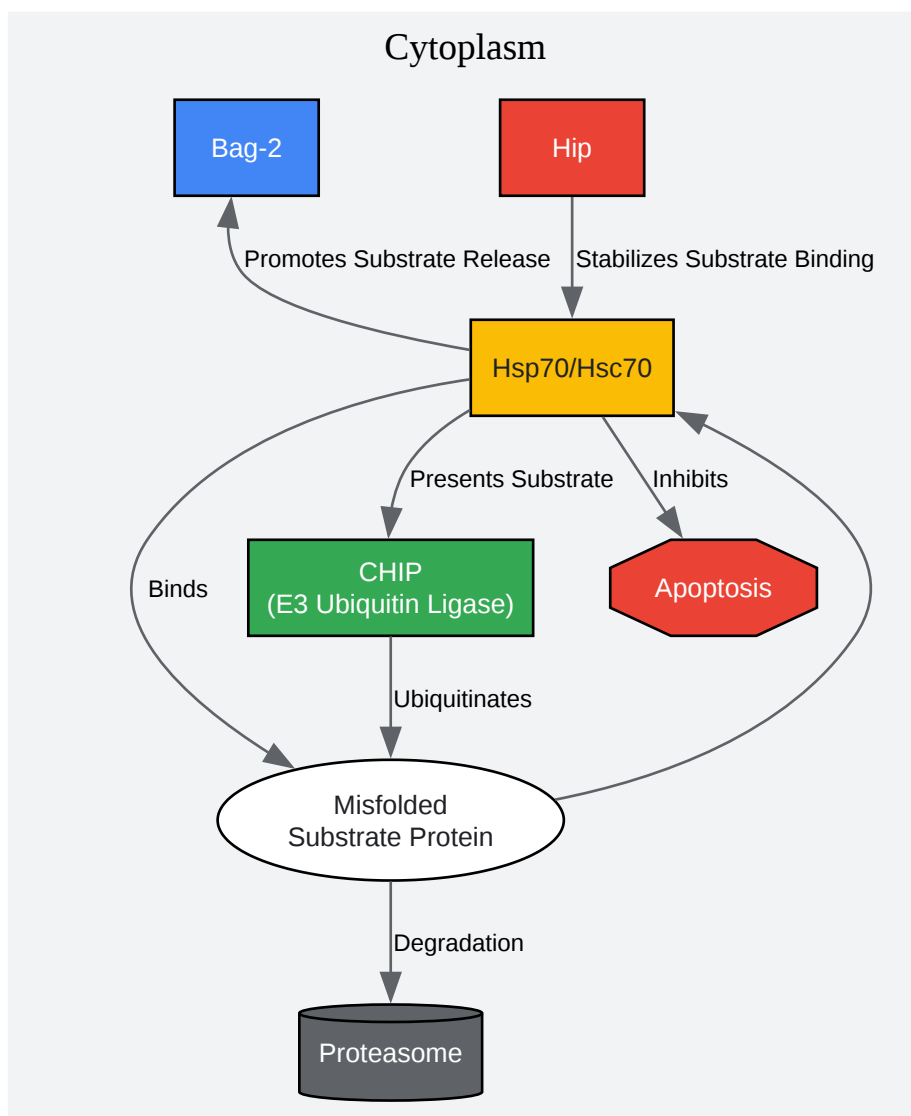 Cytoplasm
Bag-2
Hip
Promotes Substrate Release
Stabilizes Substrate Binding
Hsp70/Hsc70
Presents Substrate
Inhibits
Binds
CHIP
(E3 Ubiquitin Ligase)
Apoptosis
Ubiquitinates
Misfolded
Substrate Protein
Degradation
Proteasome